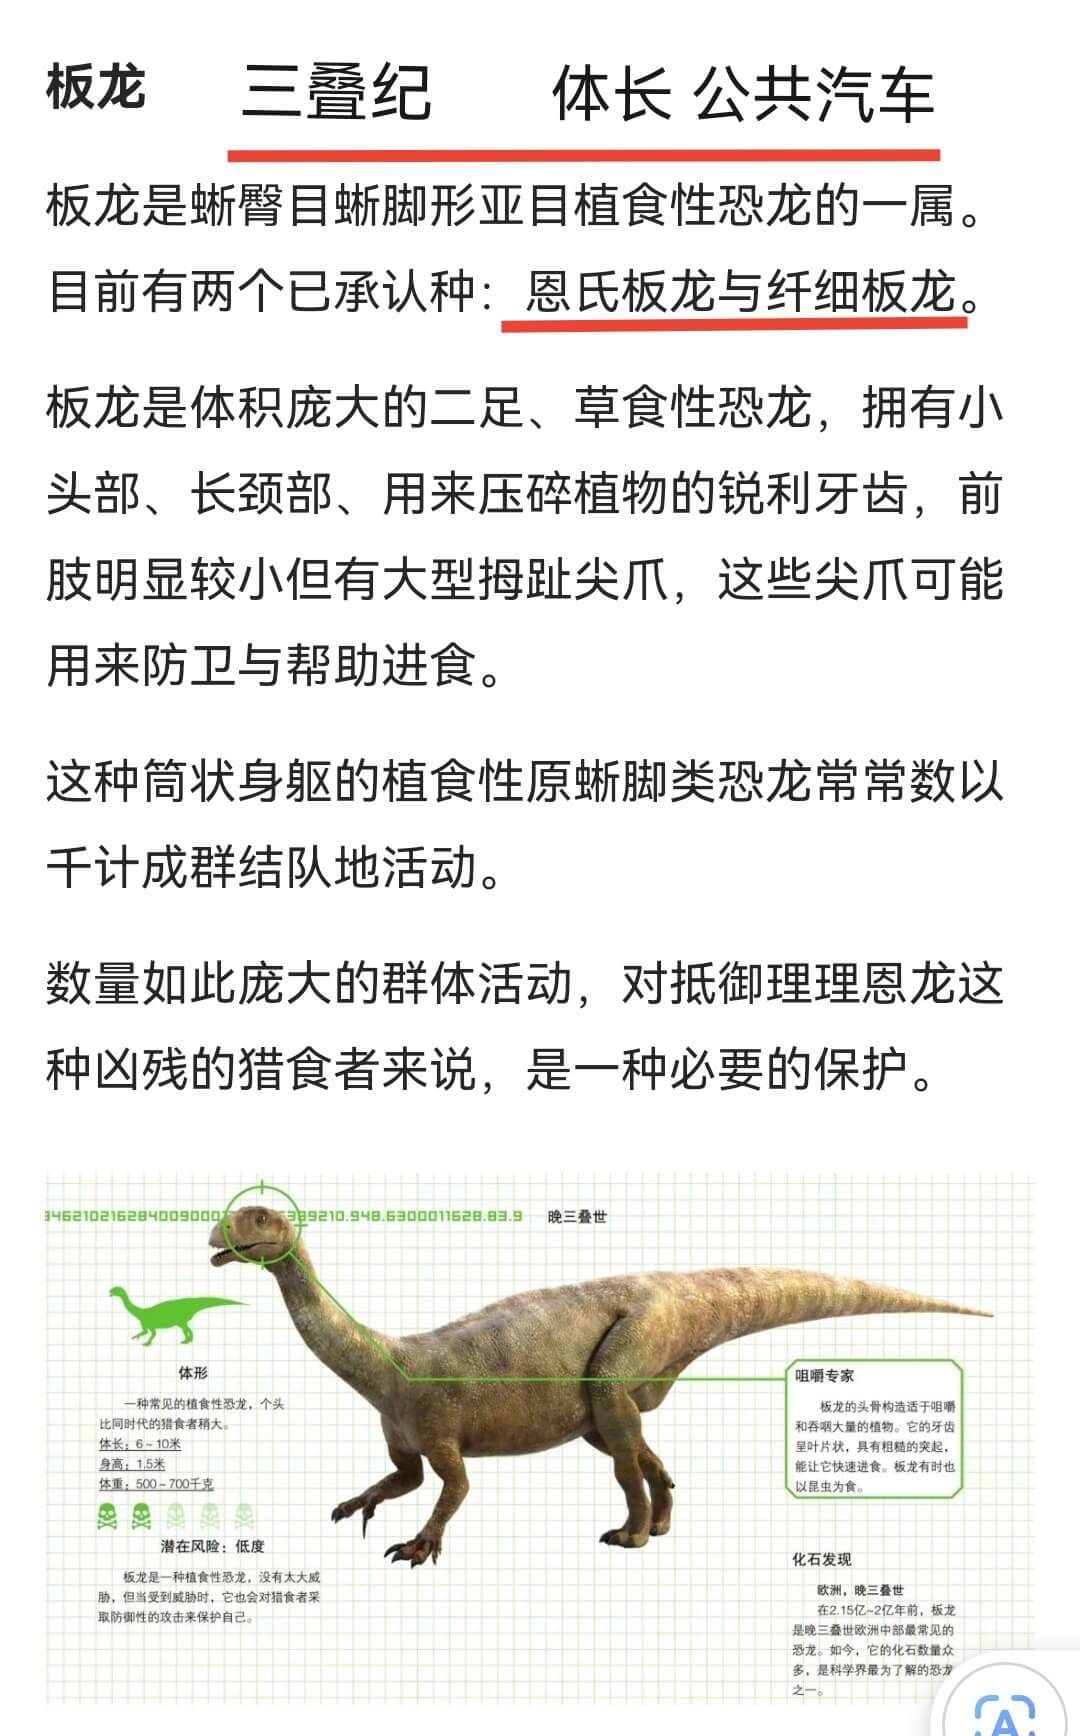 板龙 三叠纪 体长 公共汽车
板龙是蜥臀目蜥脚形亚目植食性恐龙的一属。
目前有两个已承认种：恩氏板龙与纤细板龙。
板龙是体积庞大的二足、草食性恐龙，拥有小
头部、长颈部、用来压碎植物的锐利牙齿，前
肢明显较小但有大型拇趾尖爪，这些尖爪可能
用来防卫与帮助进食。
这种筒状身躯的植食性原蜥脚类恐龙常常数以
千计成群结队地活动。
数量如此庞大的群体活动，对抵御理理恩龙这
种凶残的猎食者来说，是一种必要的保护。
晚三叠世
体形
一种常见的植食性恐龙，个头
比同时代的猎食者稍大。
体长：6～10米
身高：1.5米
体重：500～700千克
潜在风险：低度
板龙是一种植食性恐龙，没有太大威
胁，但当受到威胁时，它也会对猎食者采
取防御性的攻击来保护自己。
咀嚼专家
板龙的头骨构造适于咀嚼
和吞咽大量的植物。它的牙齿
呈叶片状，具有粗糙的突起，
能让它快速进食。板龙有时也
以昆虫为食。
化石发现
欧洲，晚三叠世
在2.15亿~2亿年前，板龙
是晚三叠世欧洲中部最常见的
恐龙。如今，它的化石数量众
多，是科学界最为了解的恐龙
之一。
A